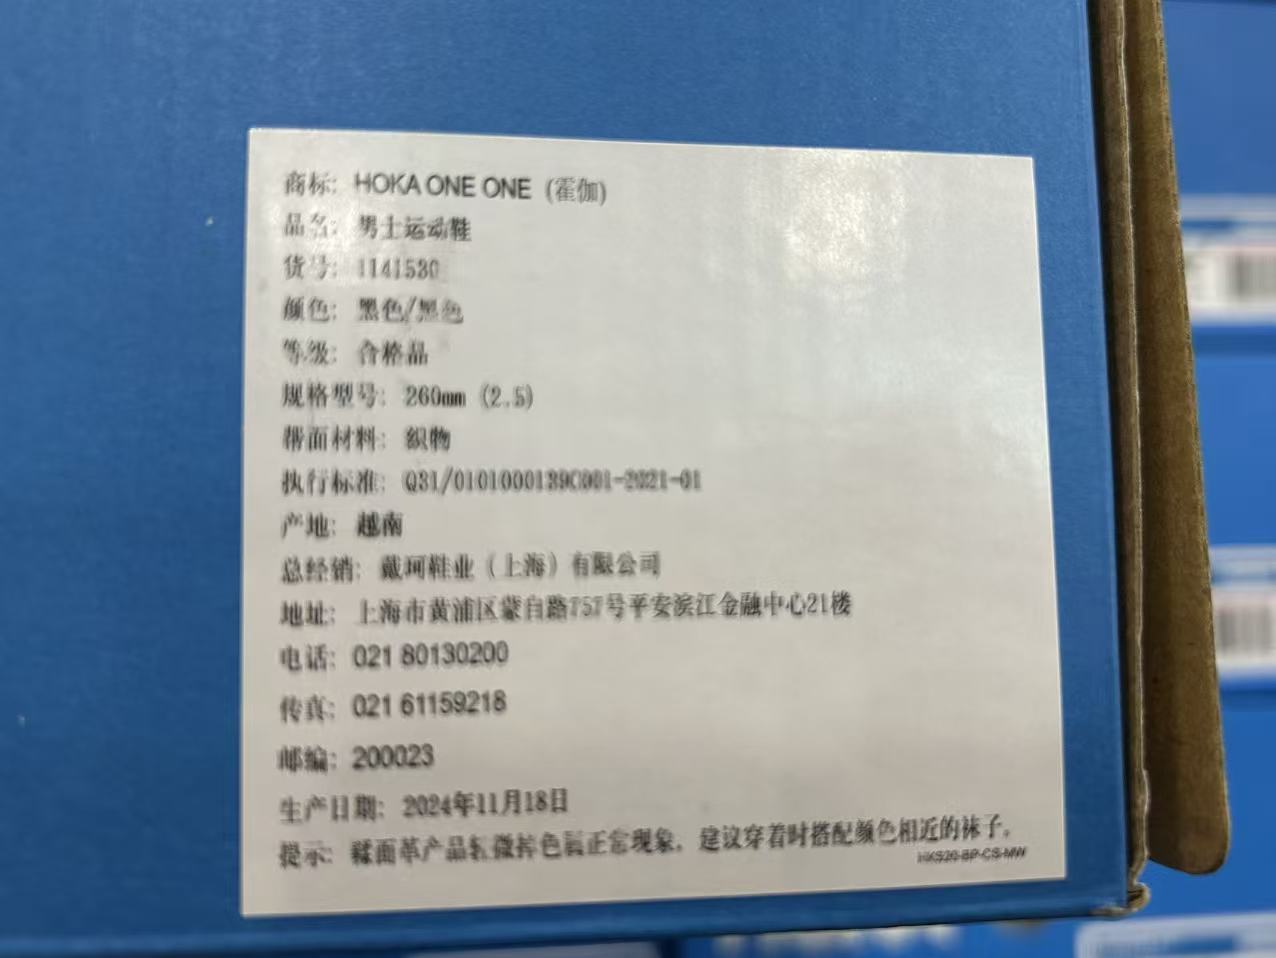 商标: HOKA ONE ONE (霍伽)
品名: 男士运动鞋
货号: 1141530
颜色: 黑色/黑色
等级: 合格品
规格型号: 260mm (2.5)
帮面材料: 织物
执行标准: Q31/0101000139C001-2021-01
产地: 越南
总经销: 戴珂鞋业（上海）有限公司
地址: 上海市黄浦区蒙自路757号平安滨江金融中心21楼
电话: 021 80130200
传真: 021 61159218
邮编: 200023
生产日期: 2024年11月18日
提示: 鞣面革产品轻微掉色属正常现象，建议穿着时搭配颜色相近的袜子。
HKS20-BP-CS-MW